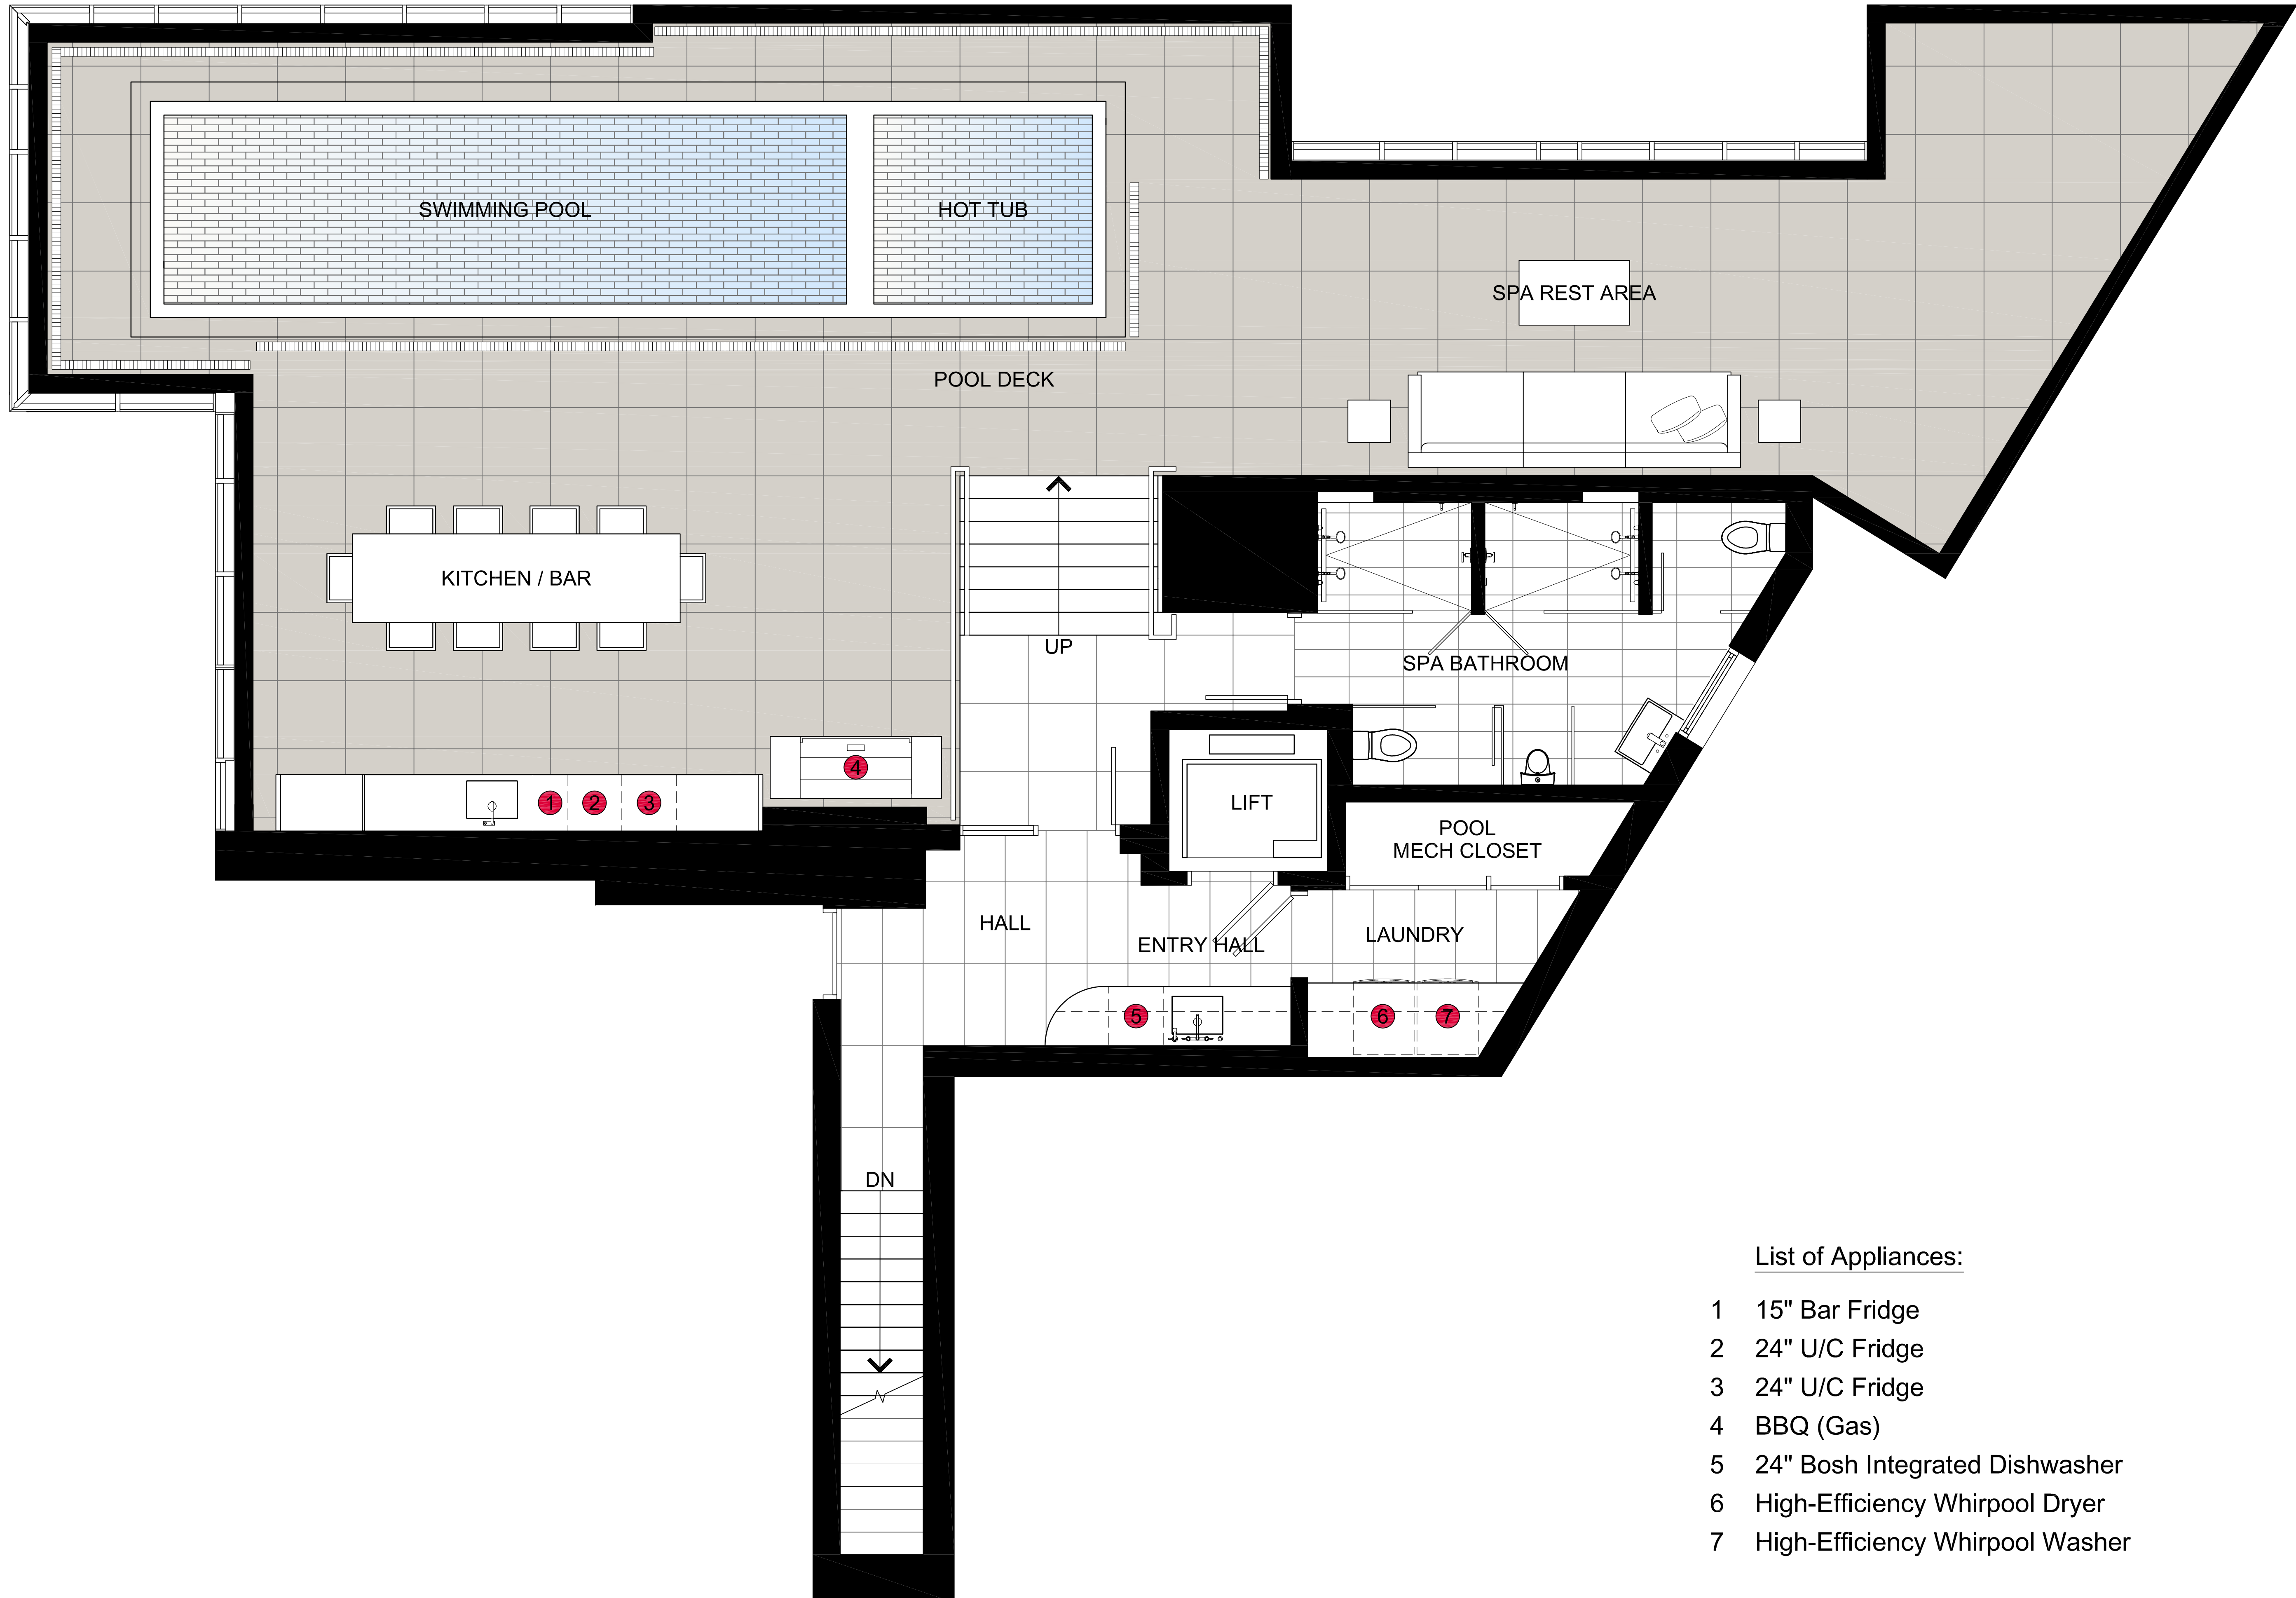 SWIMMING POOL
HOT TUB
SPA REST AREA
POOL DECK
KITCHEN / BAR
UP
SPA BATHROOM
4
1
2
3
LIFT
POOL
MECH CLOSET
HALL
ENTRY HALL
LAUNDRY
5
6
7
DN
List of Appliances:
1 15" Bar Fridge
2 24" U/C Fridge
3 24" U/C Fridge
4 BBQ (Gas)
5 24" Bosh Integrated Dishwasher
6 High-Efficiency Whirpool Dryer
7 High-Efficiency Whirpool Washer